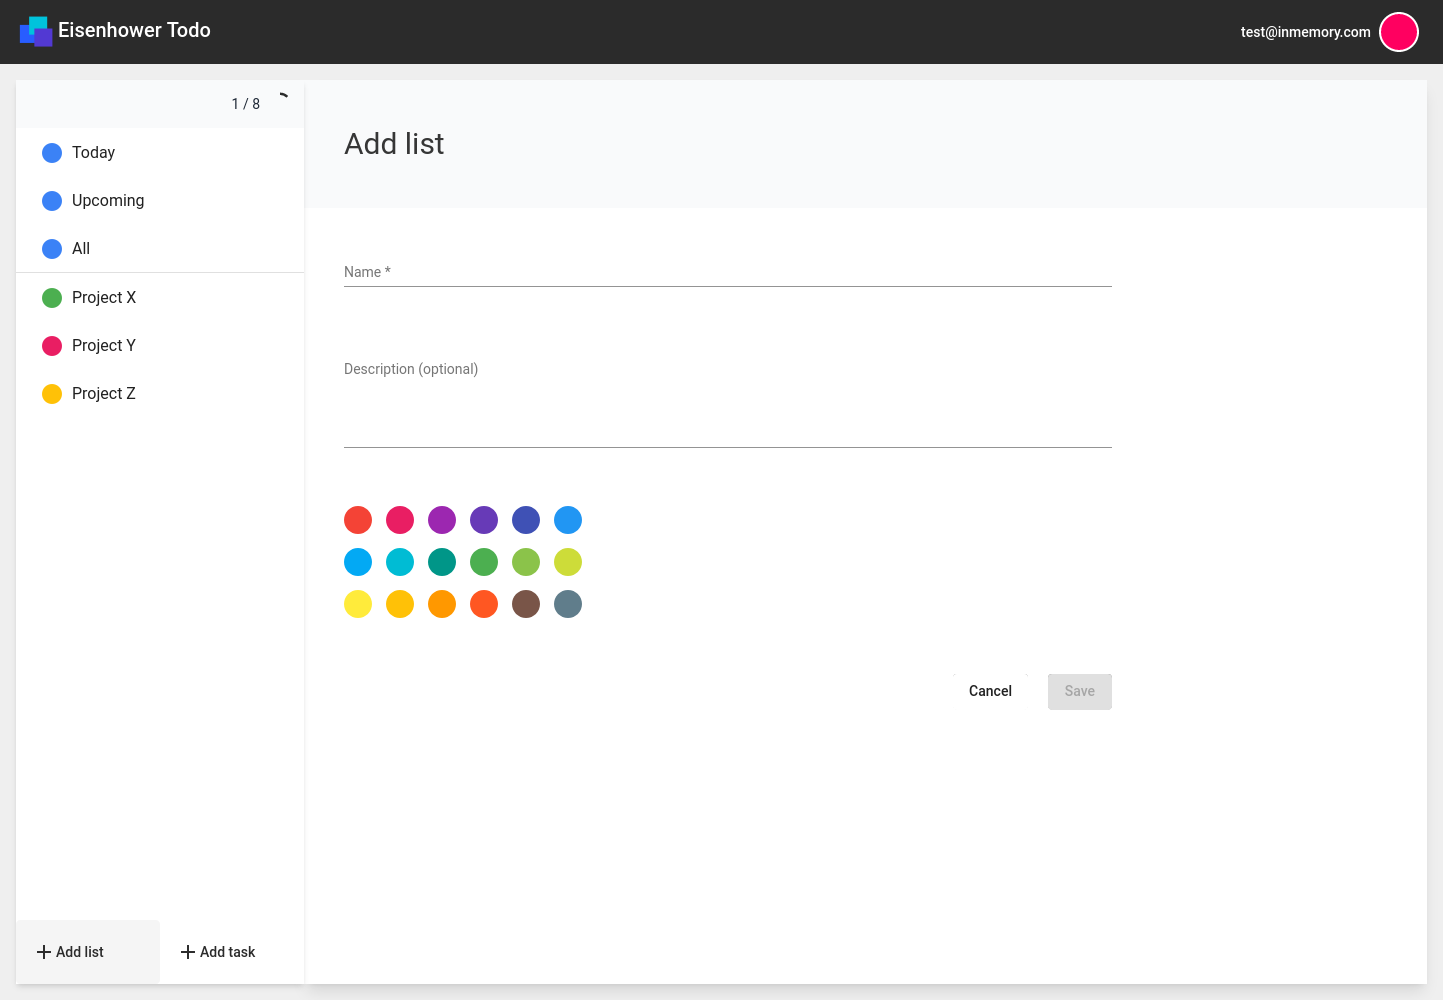 Eisenhower Todo
test@inmemory.com
1 / 8
Today
Upcoming
All
Project X
Project Y
Project Z
Add list
Add task
Add list
Name *
Description (optional)
Cancel
Save